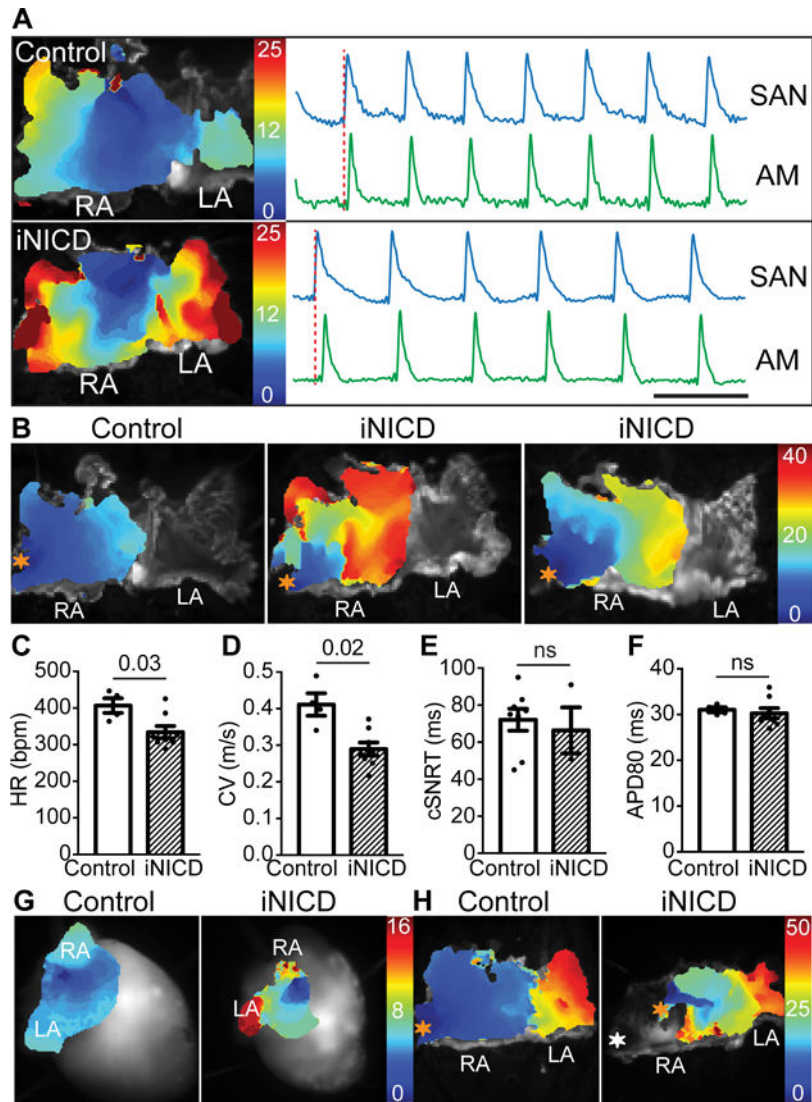 A
Control
25
12
0
RA
LA
SAN
AM
iNICD
25
12
0
RA
LA
SAN
AM
B
Control
iNICD
iNICD
40
20
0
RA
LA
RA
LA
RA
LA
C
0.03
HR (bpm)
500
400
300
200
100
0
Control
iNICD
D
0.02
CV (m/s)
0.5
0.4
0.3
0.2
0.1
0.0
Control
iNICD
E
ns
cSNRT (ms)
100
80
60
40
20
0
Control
iNICD
F
ns
APD80 (ms)
40
30
20
10
0
Control
iNICD
G
Control
iNICD
16
8
0
RA
LA
RA
LA
H
Control
iNICD
50
25
0
RA
LA
RA
LA